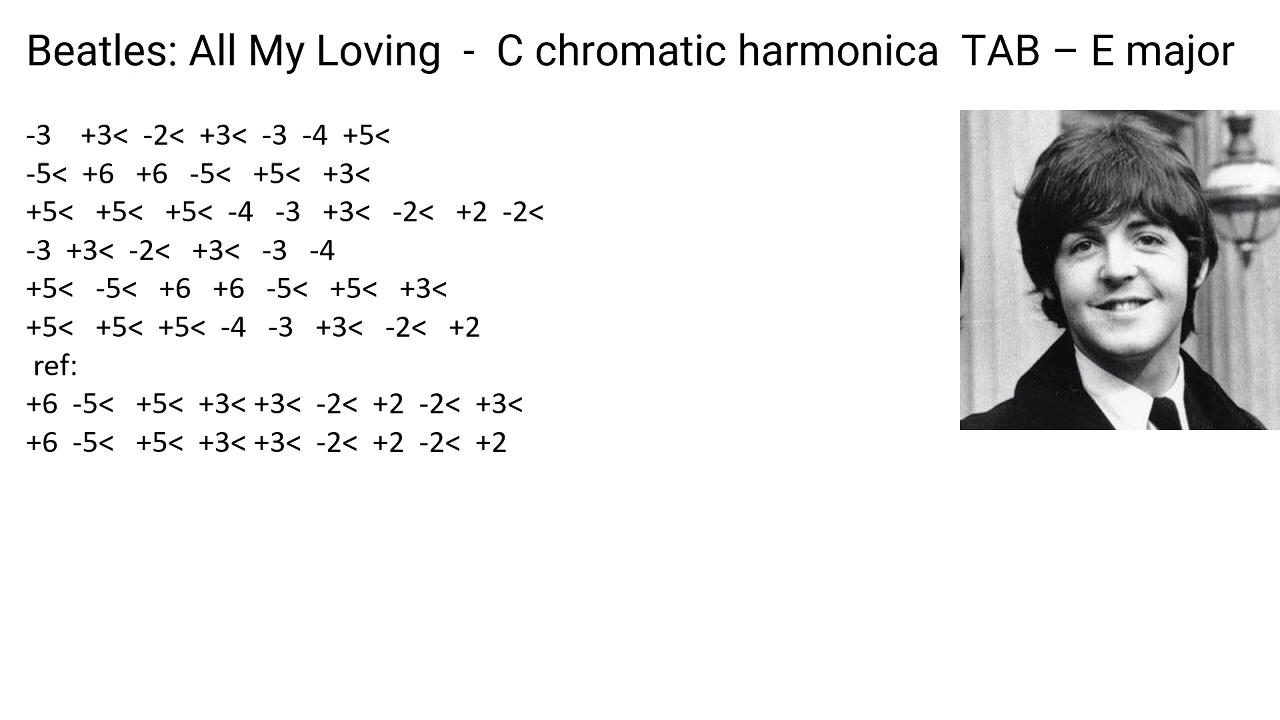 Beatles: All My Loving - C chromatic harmonica TAB – E major
-3 +3< -2< +3< -3 -4 +5<
-5< +6 +6 -5< +5< +3<
+5< +5< +5< -4 -3 +3< -2< +2 -2<
-3 +3< -2< +3< -3 -4
+5< -5< +6 +6 -5< +5< +3<
+5< +5< +5< -4 -3 +3< -2< +2
ref:
+6 -5< +5< +3< +3< -2< +2 -2< +3<
+6 -5< +5< +3< +3< -2< +2 -2< +2